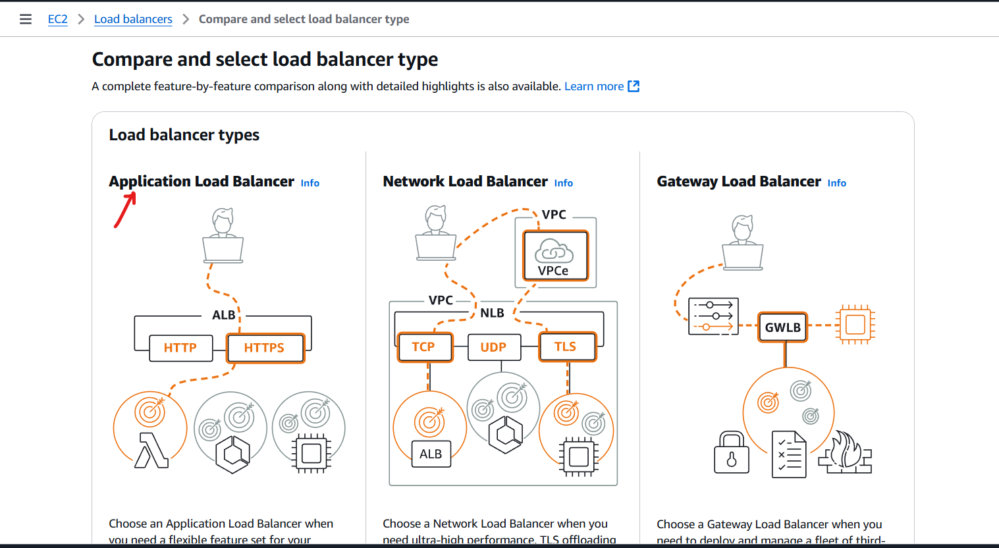 EC2 > Load balancers > Compare and select load balancer type
Compare and select load balancer type
A complete feature-by-feature comparison along with detailed highlights is also available. Learn more
Load balancer types
Application Load Balancer Info
ALB
HTTP
HTTPS
Choose an Application Load Balancer when
you need a flexible feature set for your
Network Load Balancer Info
VPC
VPCe
VPC
NLB
TCP
UDP
TLS
ALB
Choose a Network Load Balancer when you
need ultra-high performance, TLS offloading
Gateway Load Balancer Info
GWLB
Choose a Gateway Load Balancer when you
need to deploy and manage a fleet of third-